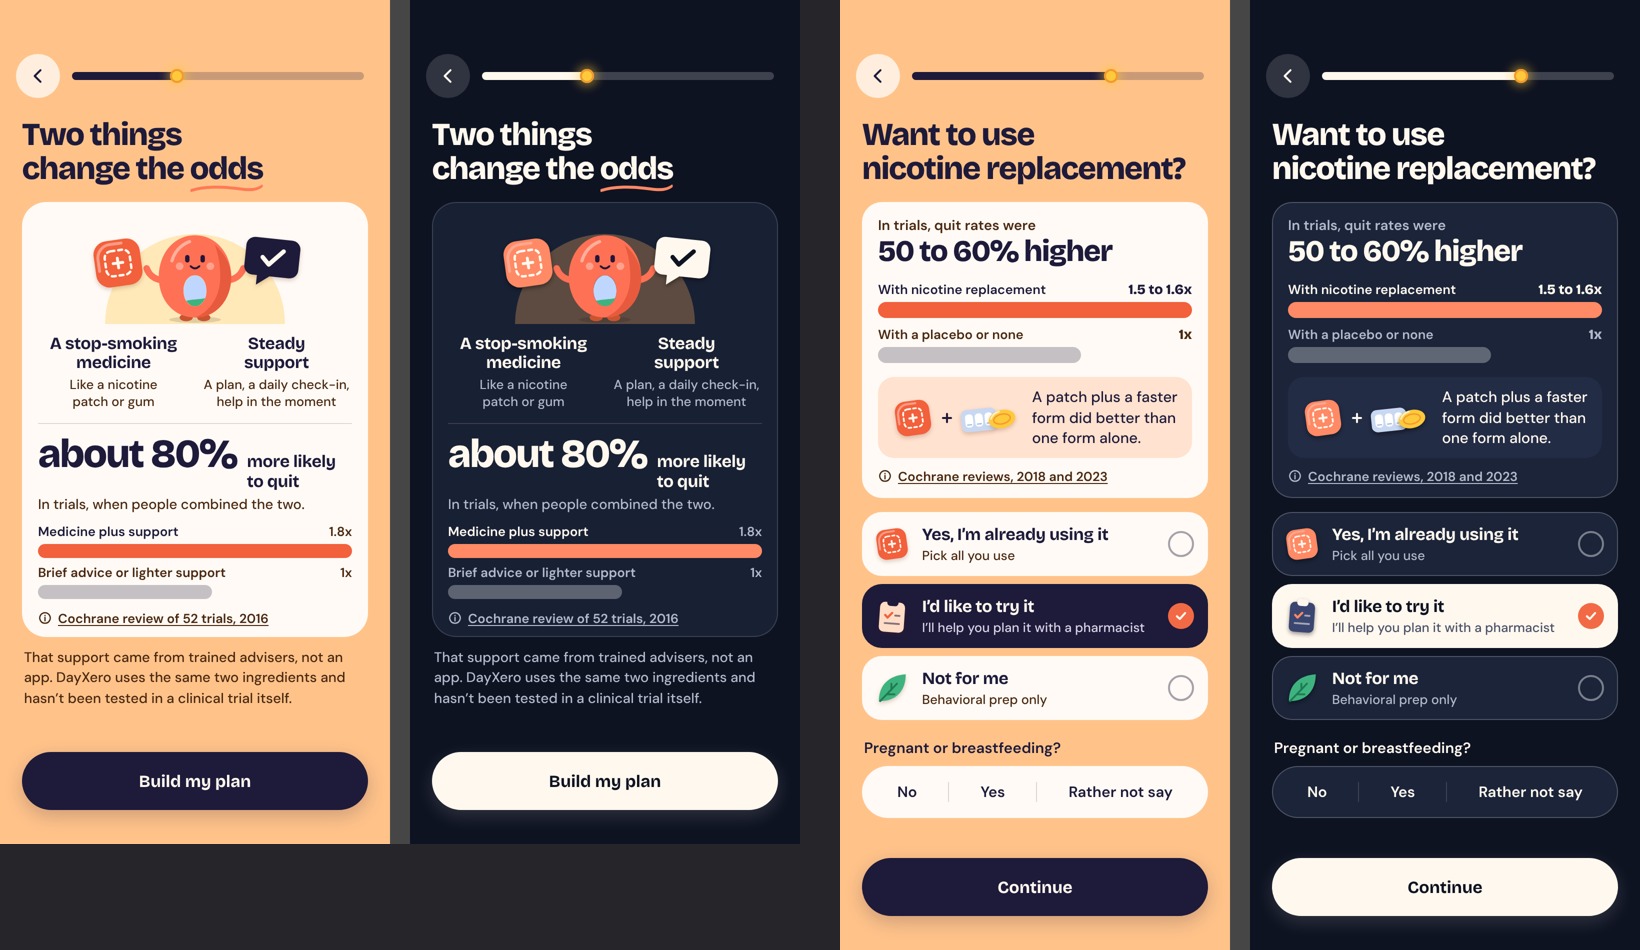 Two things
change the odds
A stop-smoking
medicine
Like a nicotine
patch or gum
Steady
support
A plan, a daily check-in,
help in the moment
about 80% more likely
to quit
In trials, when people combined the two.
Medicine plus support 1.8x
Brief advice or lighter support 1x
Cochrane review of 52 trials, 2016
That support came from trained advisers, not an
app. DayXero uses the same two ingredients and
hasn't been tested in a clinical trial itself.
Build my plan
Two things
change the odds
A stop-smoking
medicine
Like a nicotine
patch or gum
Steady
support
A plan, a daily check-in,
help in the moment
about 80% more likely
to quit
In trials, when people combined the two.
Medicine plus support 1.8x
Brief advice or lighter support 1x
Cochrane review of 52 trials, 2016
That support came from trained advisers, not an
app. DayXero uses the same two ingredients and
hasn't been tested in a clinical trial itself.
Build my plan
Want to use
nicotine replacement?
In trials, quit rates were
50 to 60% higher
With nicotine replacement 1.5 to 1.6x
With a placebo or none 1x
A patch plus a faster
form did better than
one form alone.
Cochrane reviews, 2018 and 2023
Yes, I'm already using it
Pick all you use
I'd like to try it
I'll help you plan it with a pharmacist
Not for me
Behavioral prep only
Pregnant or breastfeeding?
No Yes Rather not say
Continue
Want to use
nicotine replacement?
In trials, quit rates were
50 to 60% higher
With nicotine replacement 1.5 to 1.6x
With a placebo or none 1x
A patch plus a faster
form did better than
one form alone.
Cochrane reviews, 2018 and 2023
Yes, I'm already using it
Pick all you use
I'd like to try it
I'll help you plan it with a pharmacist
Not for me
Behavioral prep only
Pregnant or breastfeeding?
No Yes Rather not say
Continue